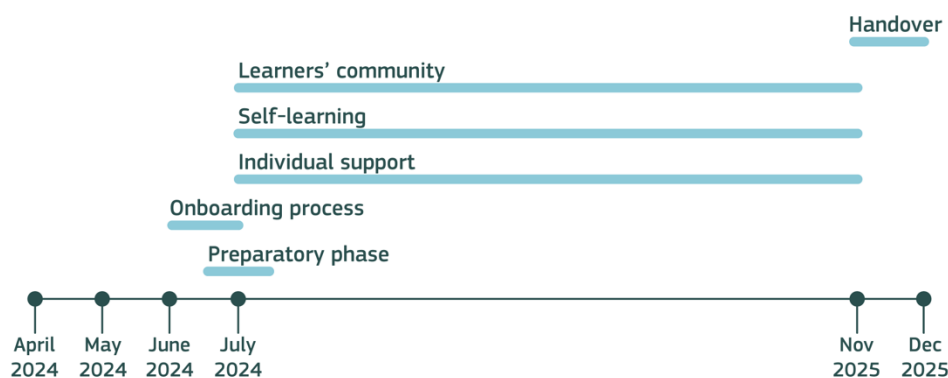 Handover
Learners’ community
Self-learning
Individual support
Onboarding process
Preparatory phase
April May June July Nov Dec
2024 2024 2024 2024 2025 2025